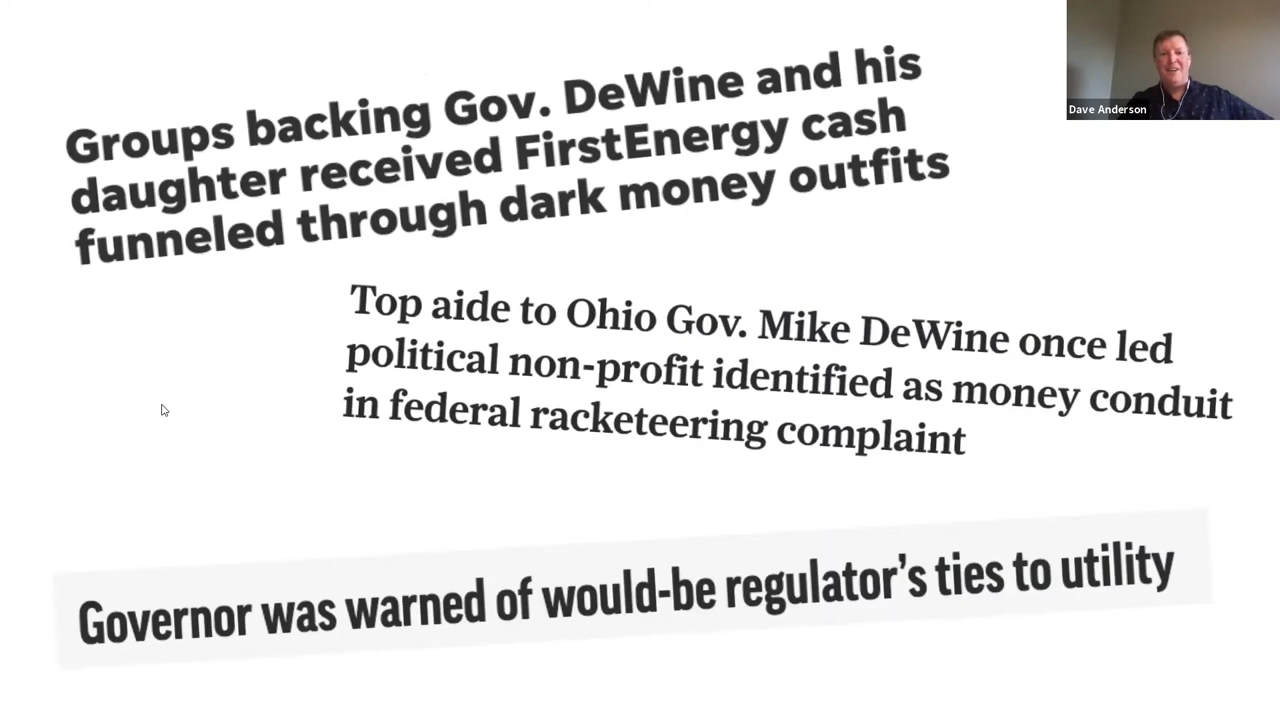 Dave Anderson
Groups backing Gov. DeWine and his
daughter received FirstEnergy cash
funneled through dark money outfits
Top aide to Ohio Gov. Mike DeWine once led
political non-profit identified as money conduit
in federal racketeering complaint
Governor was warned of would-be regulator’s ties to utility